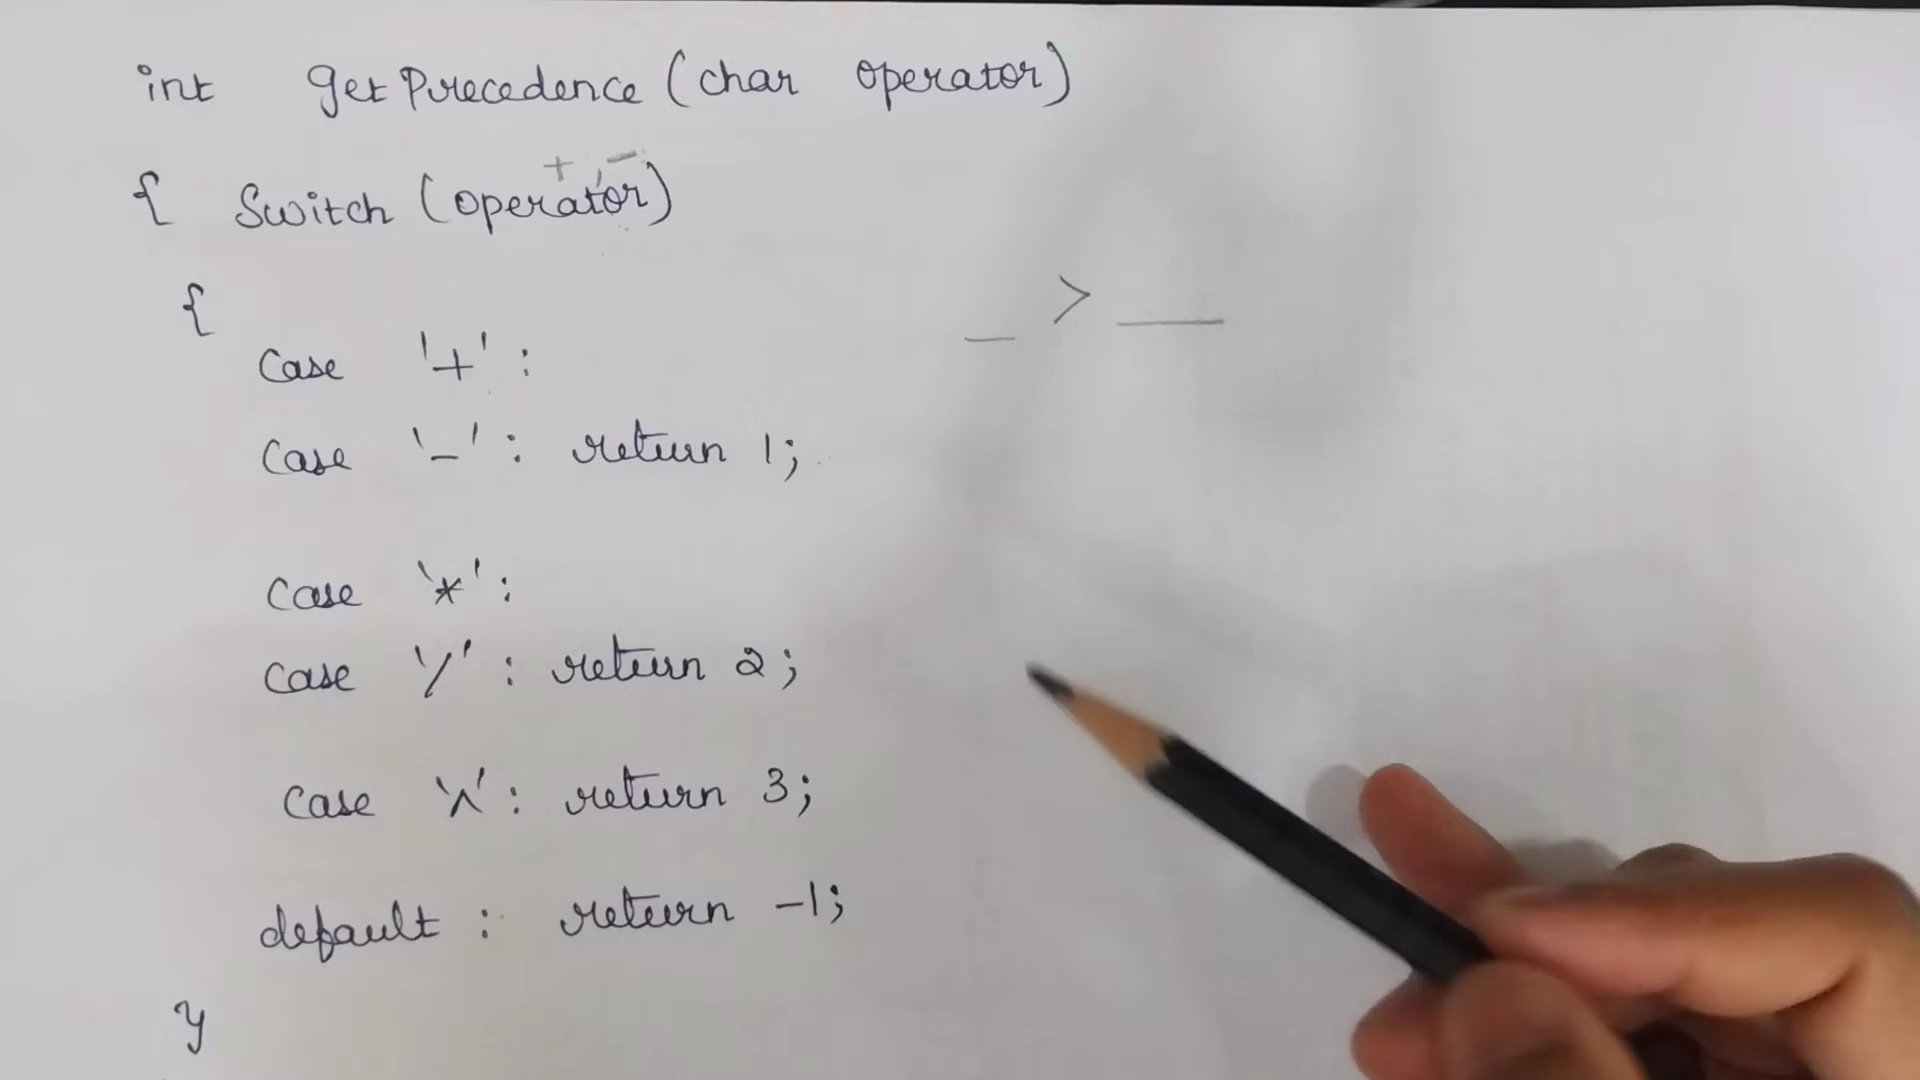 int getPrecedence (char operator)
+, -
{ Switch (operator)
{
_ > __
Case '+' :
Case '-' : return 1;
Case '*' :
Case '/' : return 2;
Case '^' : return 3;
default : return -1;
}